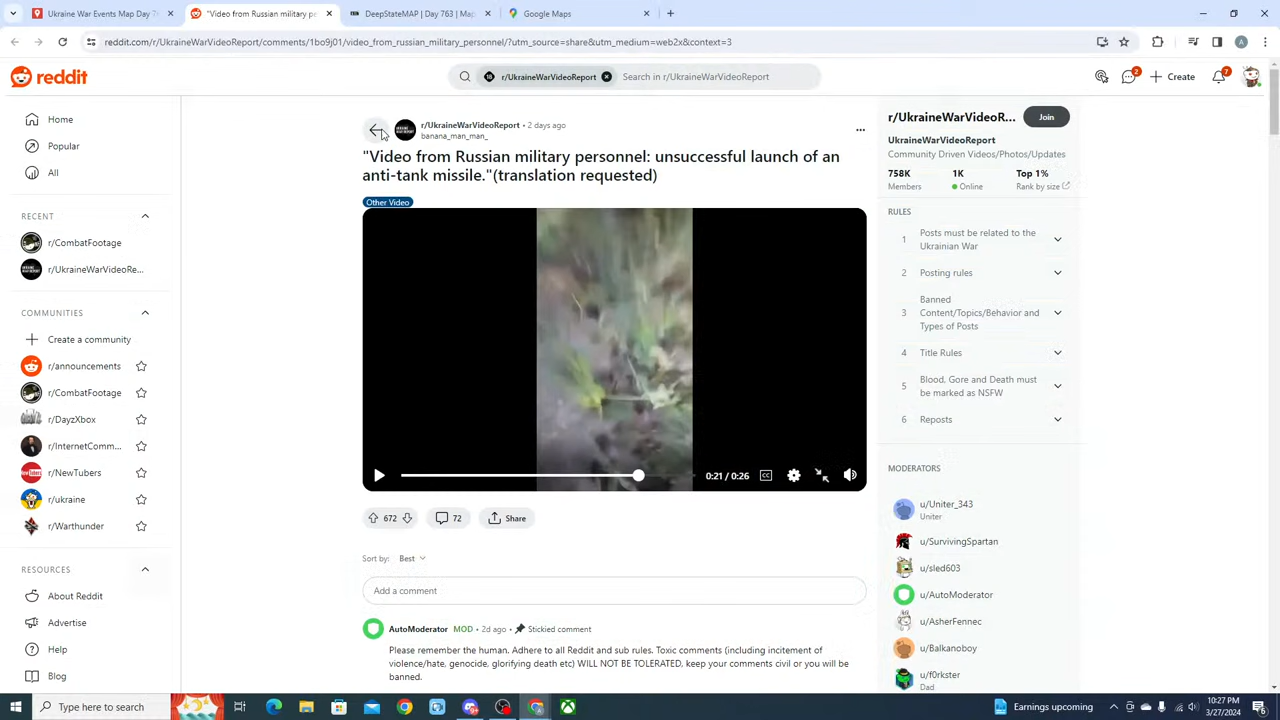 Ukraine War Events Map Day Th
"Video from Russian military pe
DeepStateMAP | Day 763 | M
Google Maps
reddit.com/r/UkraineWarVideoReport/comments/1bo9j01/video_from_russian_military_personnel/?utm_source=share&utm_medium=web2x&context=3
A
reddit
r/UkraineWarVideoReport
Search in r/UkraineWarVideoReport
2
Create
7
Home
Popular
All
RECENT
r/CombatFootage
r/UkraineWarVideoRe...
COMMUNITIES
Create a community
r/announcements
r/CombatFootage
r/DayzXbox
r/InternetComm...
r/NewTubers
r/ukraine
r/Warthunder
RESOURCES
About Reddit
Advertise
Help
Blog
r/UkraineWarVideoReport • 2 days ago
banana_man_man_
"Video from Russian military personnel: unsuccessful launch of an
anti-tank missile."(translation requested)
Other Video
0:21 / 0:26
CC
672
72
Share
Sort by: Best
Add a comment
AutoModerator MOD • 2d ago • Stickied comment
Please remember the human. Adhere to all Reddit and sub rules. Toxic comments (including incitement of
violence/hate, genocide, glorifying death etc) WILL NOT BE TOLERATED, keep your comments civil or you will be
banned.
r/UkraineWarVideoR...
Join
UkraineWarVideoReport
Community Driven Videos/Photos/Updates
758K 1K Top 1%
Members Online Rank by size
RULES
1 Posts must be related to the
Ukrainian War
2 Posting rules
3 Banned
Content/Topics/Behavior and
Types of Posts
4 Title Rules
5 Blood, Gore and Death must
be marked as NSFW
6 Reposts
MODERATORS
u/Uniter_343
Uniter
u/SurvivingSpartan
u/sled603
u/AutoModerator
u/AsherFennec
u/Balkanoboy
u/f0rkster
Dad
Type here to search
Earnings upcoming
10:27 PM
3/27/2024